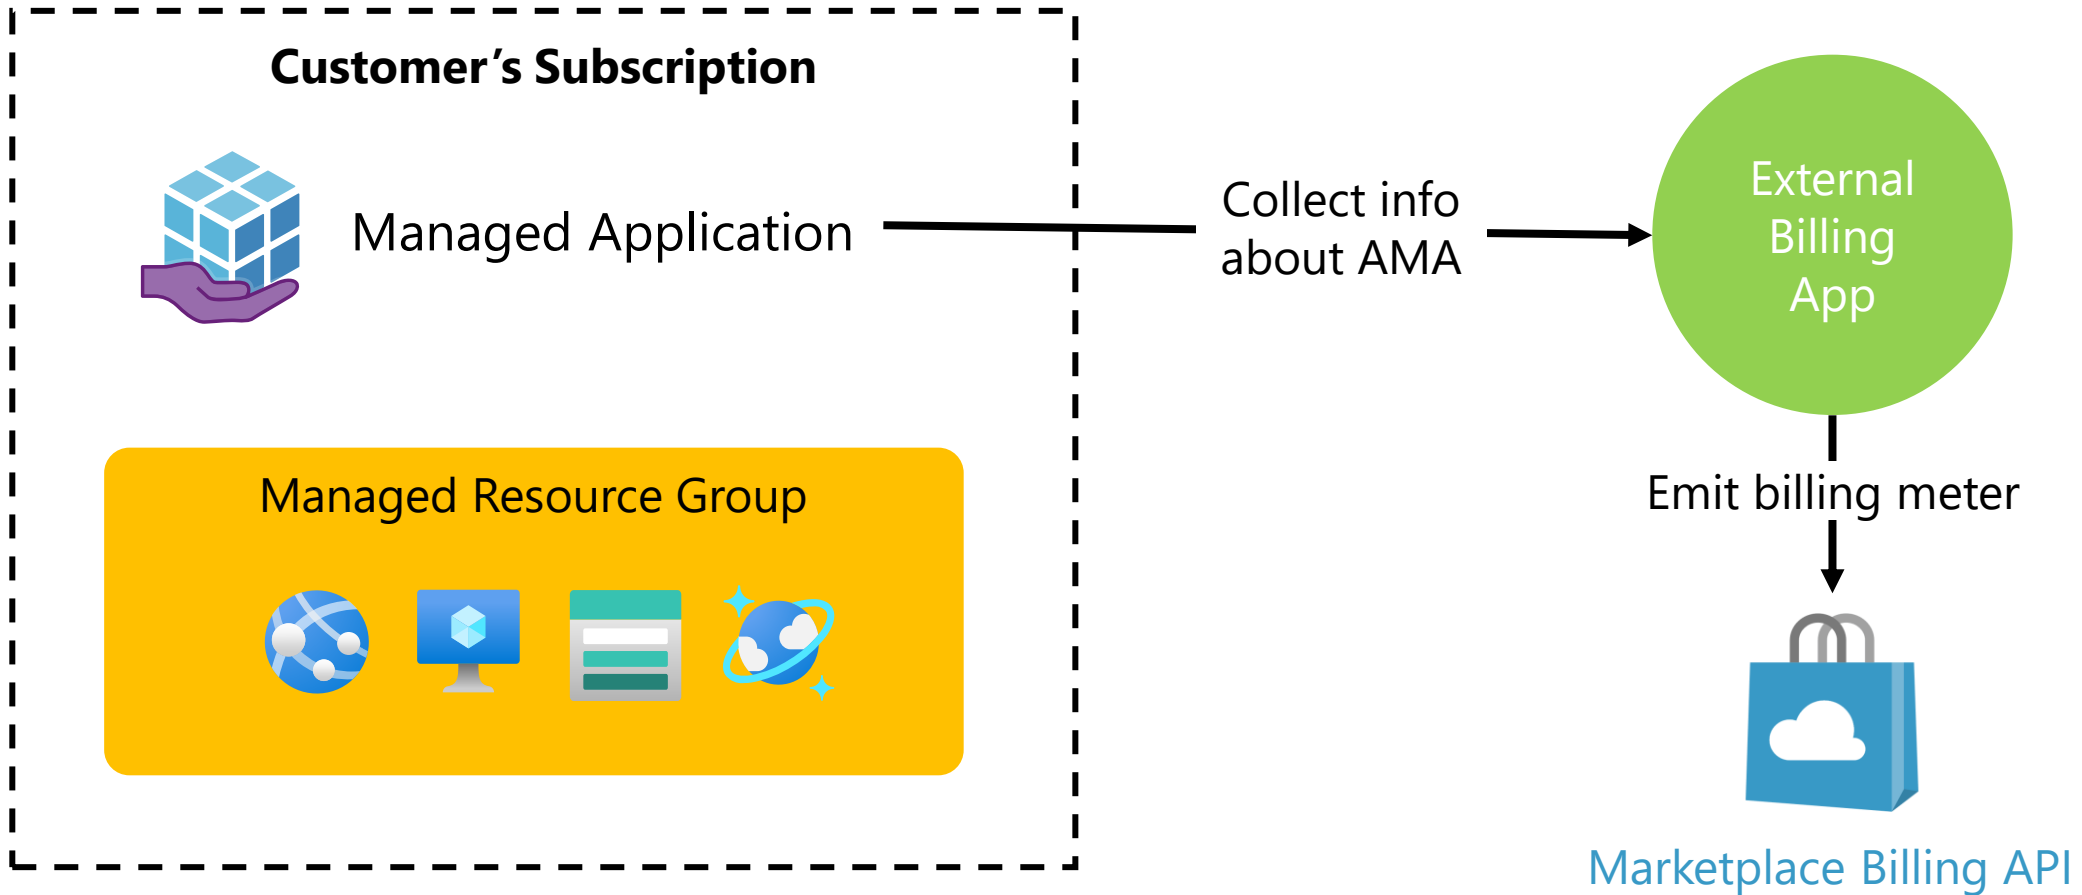 Customer’s Subscription
Managed Application
Collect info
about AMA
External
Billing
App
Managed Resource Group
Emit billing meter
Marketplace Billing API